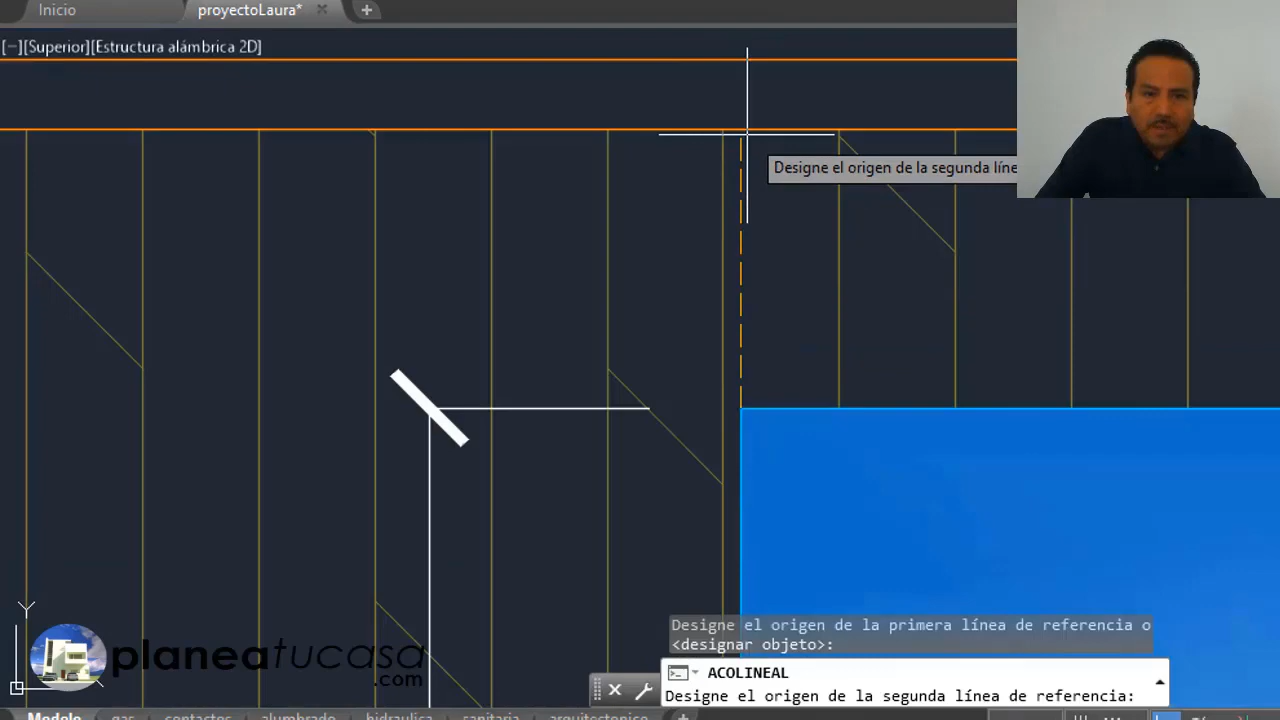 Inicio
proyectoLaura*
[−][Superior][Estructura alámbrica 2D]
Designe el origen de la segunda líne
Y
planeatucasa
.com
Designe el origen de la primera línea de referencia o
<designar objeto>:
ACOLINEAL
Designe el origen de la segunda línea de referencia:
Modelo
gas
contactos
alumbrado
hidraulica
sanitaria
arquitectonico